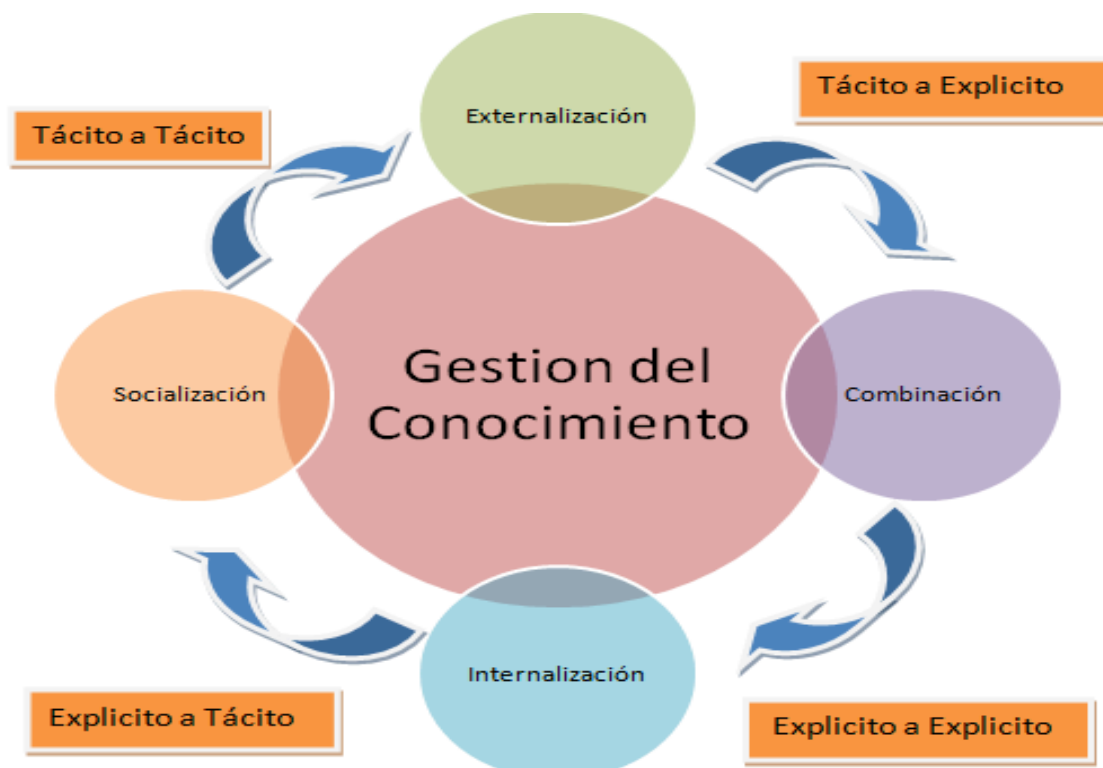 Externalización
Tácito a Explicito
Tácito a Tácito
Gestion del
Conocimiento
Socialización
Combinación
Internalización
Explicito a Tácito
Explicito a Explicito